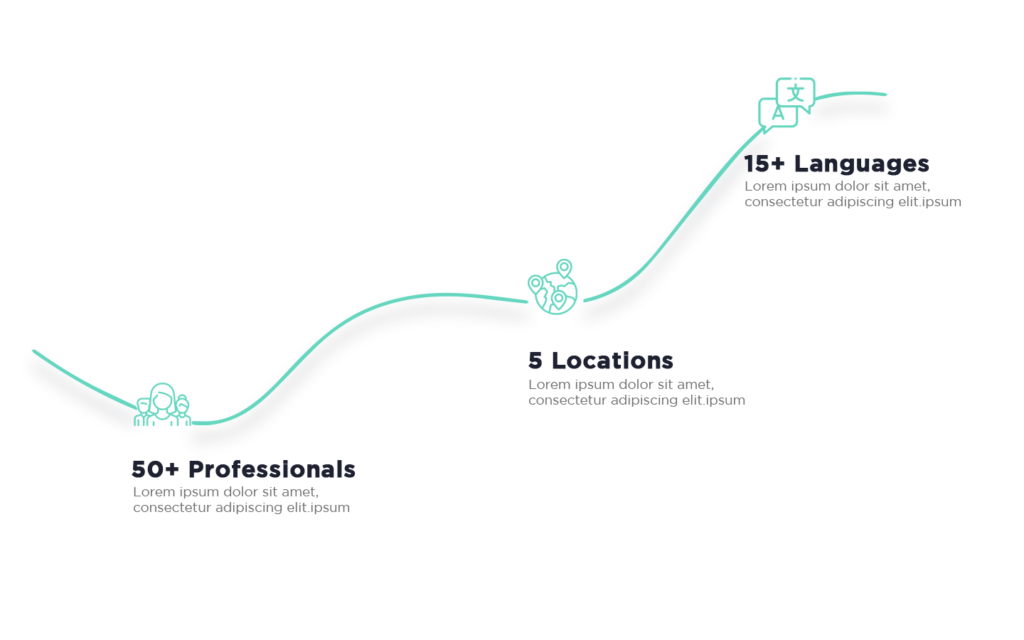 文
A
15+ Languages
Lorem ipsum dolor sit amet,
consectetur adipiscing elit.ipsum
5 Locations
Lorem ipsum dolor sit amet,
consectetur adipiscing elit.ipsum
50+ Professionals
Lorem ipsum dolor sit amet,
consectetur adipiscing elit.ipsum